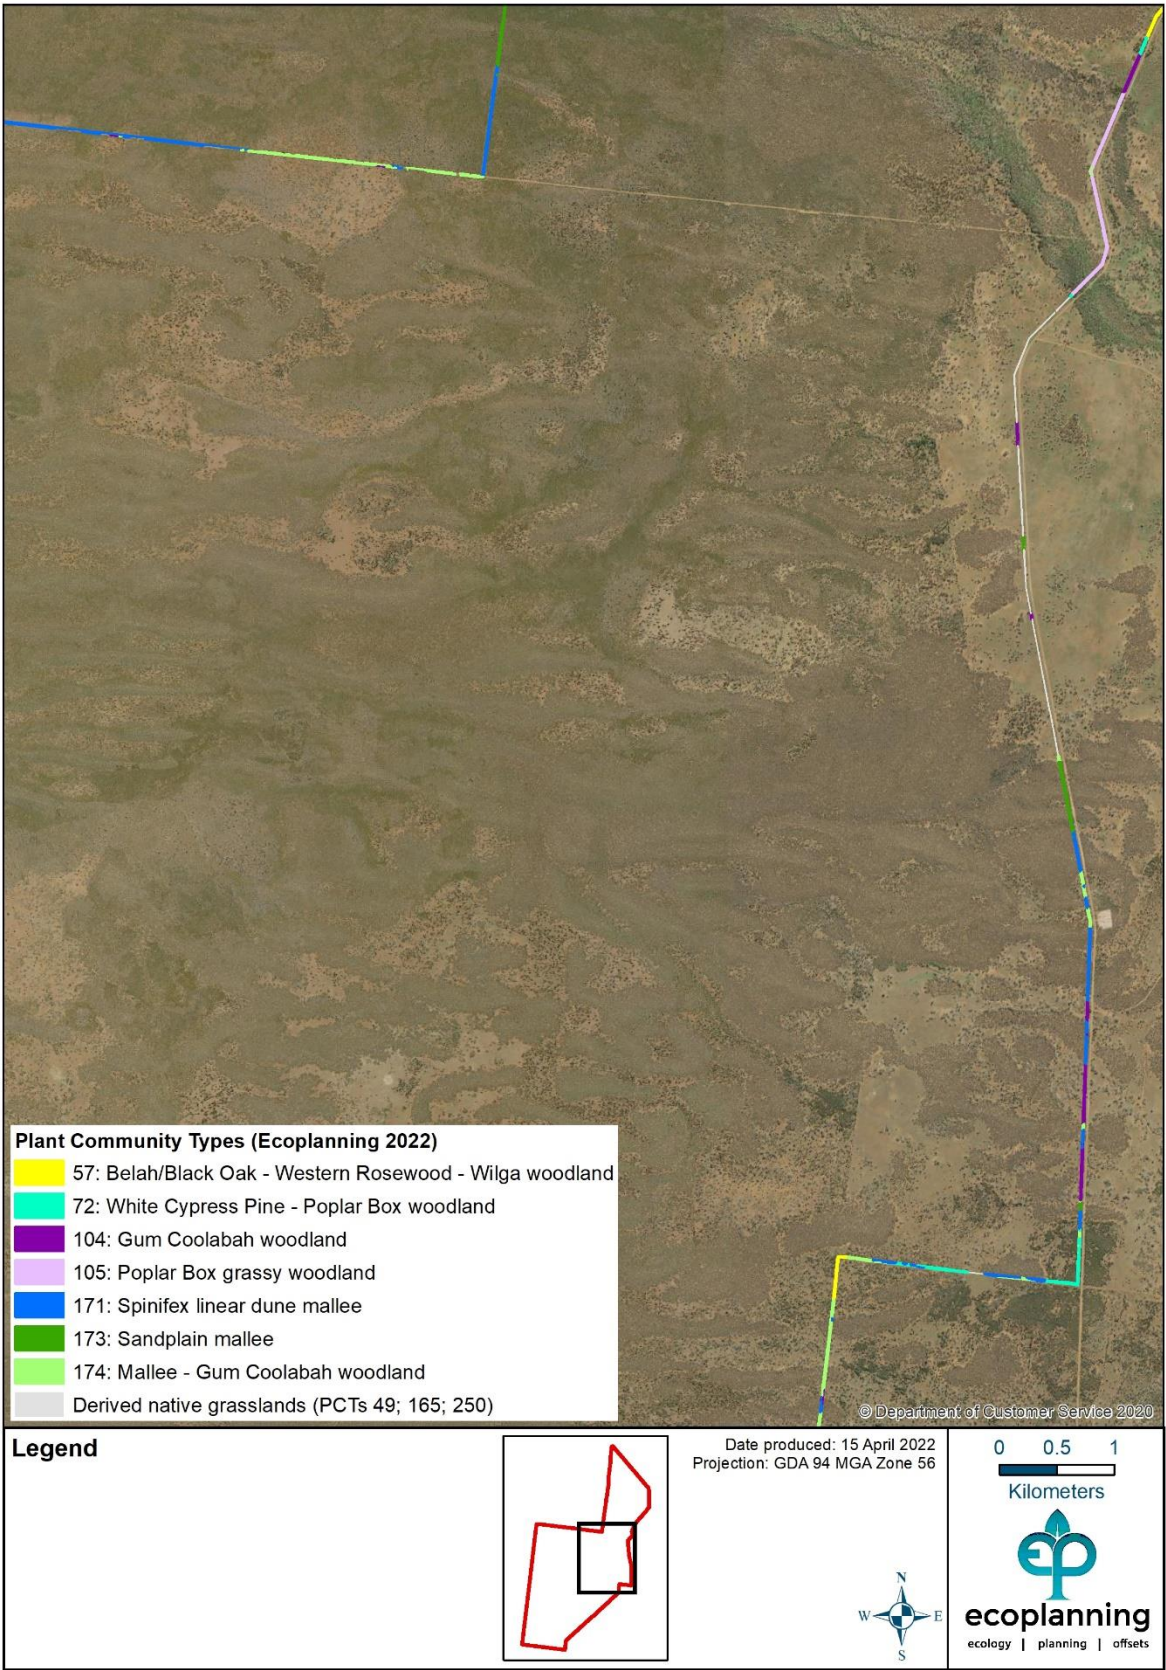 Plant Community Types (Ecoplanning 2022)
57: Belah/Black Oak - Western Rosewood - Wilga woodland
72: White Cypress Pine - Poplar Box woodland
104: Gum Coolabah woodland
105: Poplar Box grassy woodland
171: Spinifex linear dune mallee
173: Sandplain mallee
174: Mallee - Gum Coolabah woodland
Derived native grasslands (PCTs 49; 165; 250)
© Department of Customer Service 2020
Legend
Date produced: 15 April 2022
Projection: GDA 94 MGA Zone 56
N
W E
S
0 0.5 1
Kilometers
ep
ecoplanning
ecology | planning | offsets